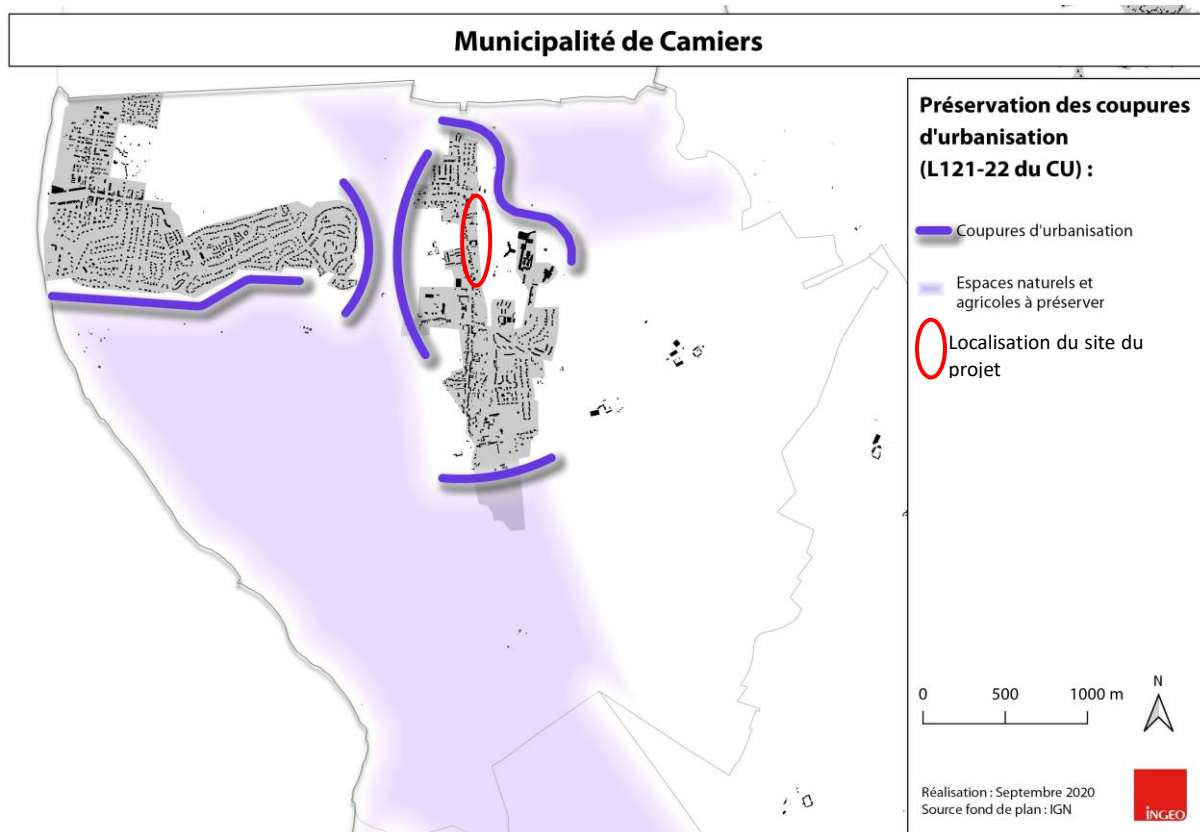 Municipalité de Camiers
Préservation des coupures
d'urbanisation
(L121-22 du CU) :
Coupures d'urbanisation
Espaces naturels et
agricoles à préserver
Localisation du site du
projet
0 500 1000 m
N
Réalisation : Septembre 2020
Source fond de plan : IGN
INGEO